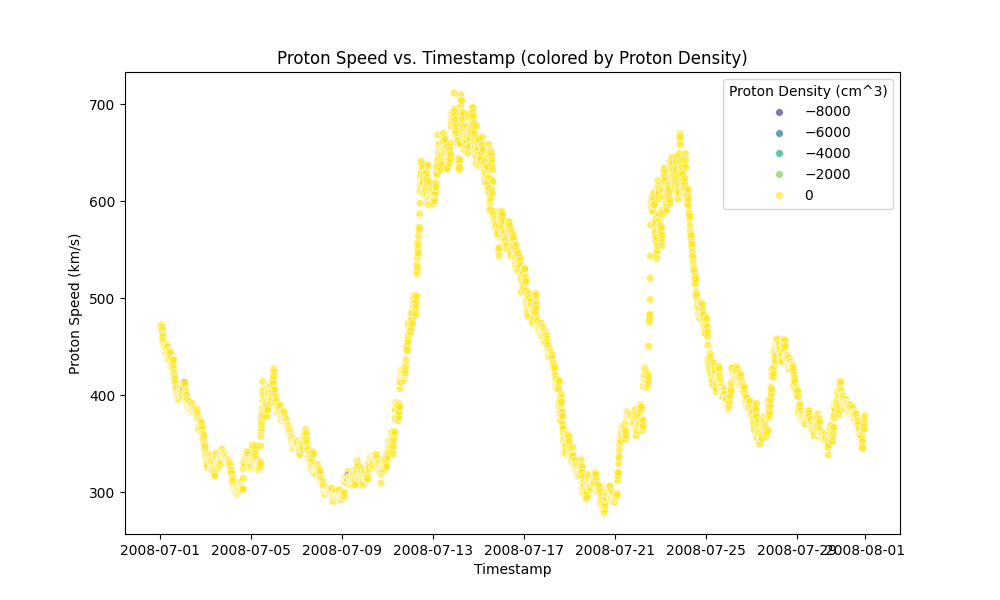 Proton Speed vs. Timestamp (colored by Proton Density)
Proton Density (cm^3)
−8000
−6000
−4000
−2000
0
700
600
500
400
300
Proton Speed (km/s)
2008-07-01 2008-07-05 2008-07-09 2008-07-13 2008-07-17 2008-07-21 2008-07-25 2008-07-29 2008-08-01
Timestamp